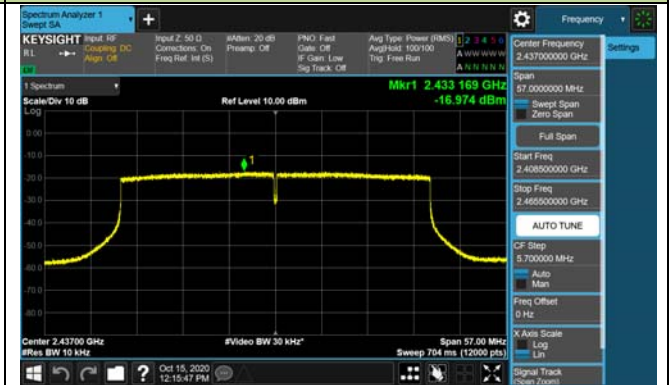 Spectrum Analyzer 1
Swept SA
+
Frequency
KEYSIGHT
RL
Input: RF
Coupling: DC
Align: Off
Input Z: 50 Ω
Corrections: On
Freq Ref: Int (S)
#Atten: 20 dB
Preamp: Off
PNO: Fast
Gate: Off
IF Gain: Low
Sig Track: Off
Avg Type: Power (RMS)
Avg|Hold: 100/100
Trig: Free Run
1 2 3 4 5 6
A W W W W W
A N N N N N
1 Spectrum
Scale/Div 10 dB
Log
Ref Level 10.00 dBm
Mkr1 2.433 169 GHz
-16.974 dBm
1
0.00
-10.0
-20.0
-30.0
-40.0
-50.0
-60.0
-70.0
-80.0
Center 2.43700 GHz
#Res BW 10 kHz
#Video BW 30 kHz*
Span 57.00 MHz
Sweep 704 ms (12000 pts)
?
Oct 15, 2020
12:15:47 PM
Settings
Center Frequency
2.437000000 GHz
Span
57.0000000 MHz
Swept Span
Zero Span
Full Span
Start Freq
2.408500000 GHz
Stop Freq
2.465500000 GHz
AUTO TUNE
CF Step
5.700000 MHz
Auto
Man
Freq Offset
0 Hz
X Axis Scale
Log
Lin
Signal Track
(Span Zoom)